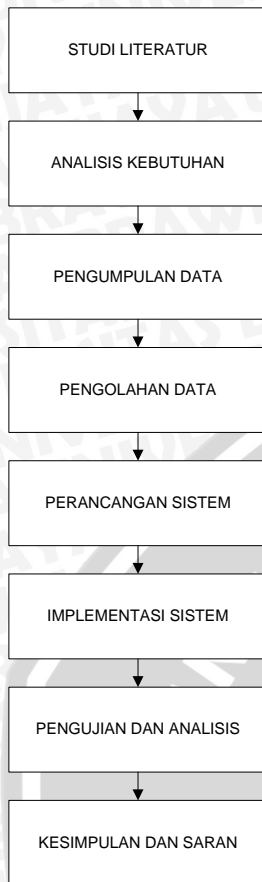 STUDI LITERATUR
ANALISIS KEBUTUHAN
PENGUMPULAN DATA
PENGOLAHAN DATA
PERANCANGAN SISTEM
IMPLEMENTASI SISTEM
PENGUJIAN DAN ANALISIS
KESIMPULAN DAN SARAN